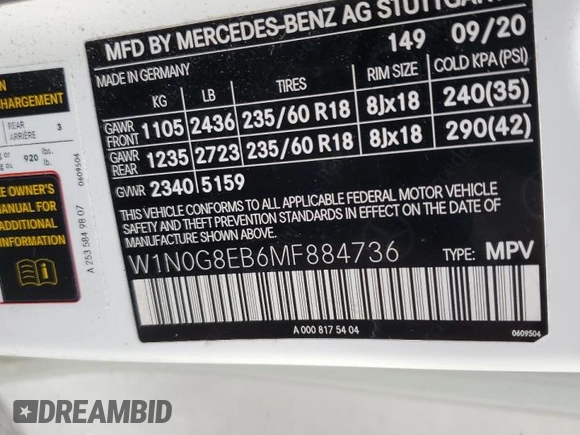 MFD BY MERCEDES-BENZ AG STUTTGART
149 09/20
MADE IN GERMANY
KG LB TIRES RIM SIZE COLD KPA (PSI)
GAWR FRONT 1105 2436 235/60 R18 8Jx18 240(35)
GAWR REAR 1235 2723 235/60 R18 8Jx18 290(42)
GVWR 2340 5159
THIS VEHICLE CONFORMS TO ALL APPLICABLE FEDERAL MOTOR VEHICLE
SAFETY AND THEFT PREVENTION STANDARDS IN EFFECT ON THE DATE OF
MANUFACTURE SHOWN ABOVE.
W1N0G8EB6MF884736 TYPE: MPV
A 000 817 54 04
0609504
CHARGEMENT
REAR 3
ARRIÈRE
920 lbs.
lb.
0609504
OWNER'S
MANUAL FOR
ADDITIONAL
A 253 584 98 07
DREAMBID